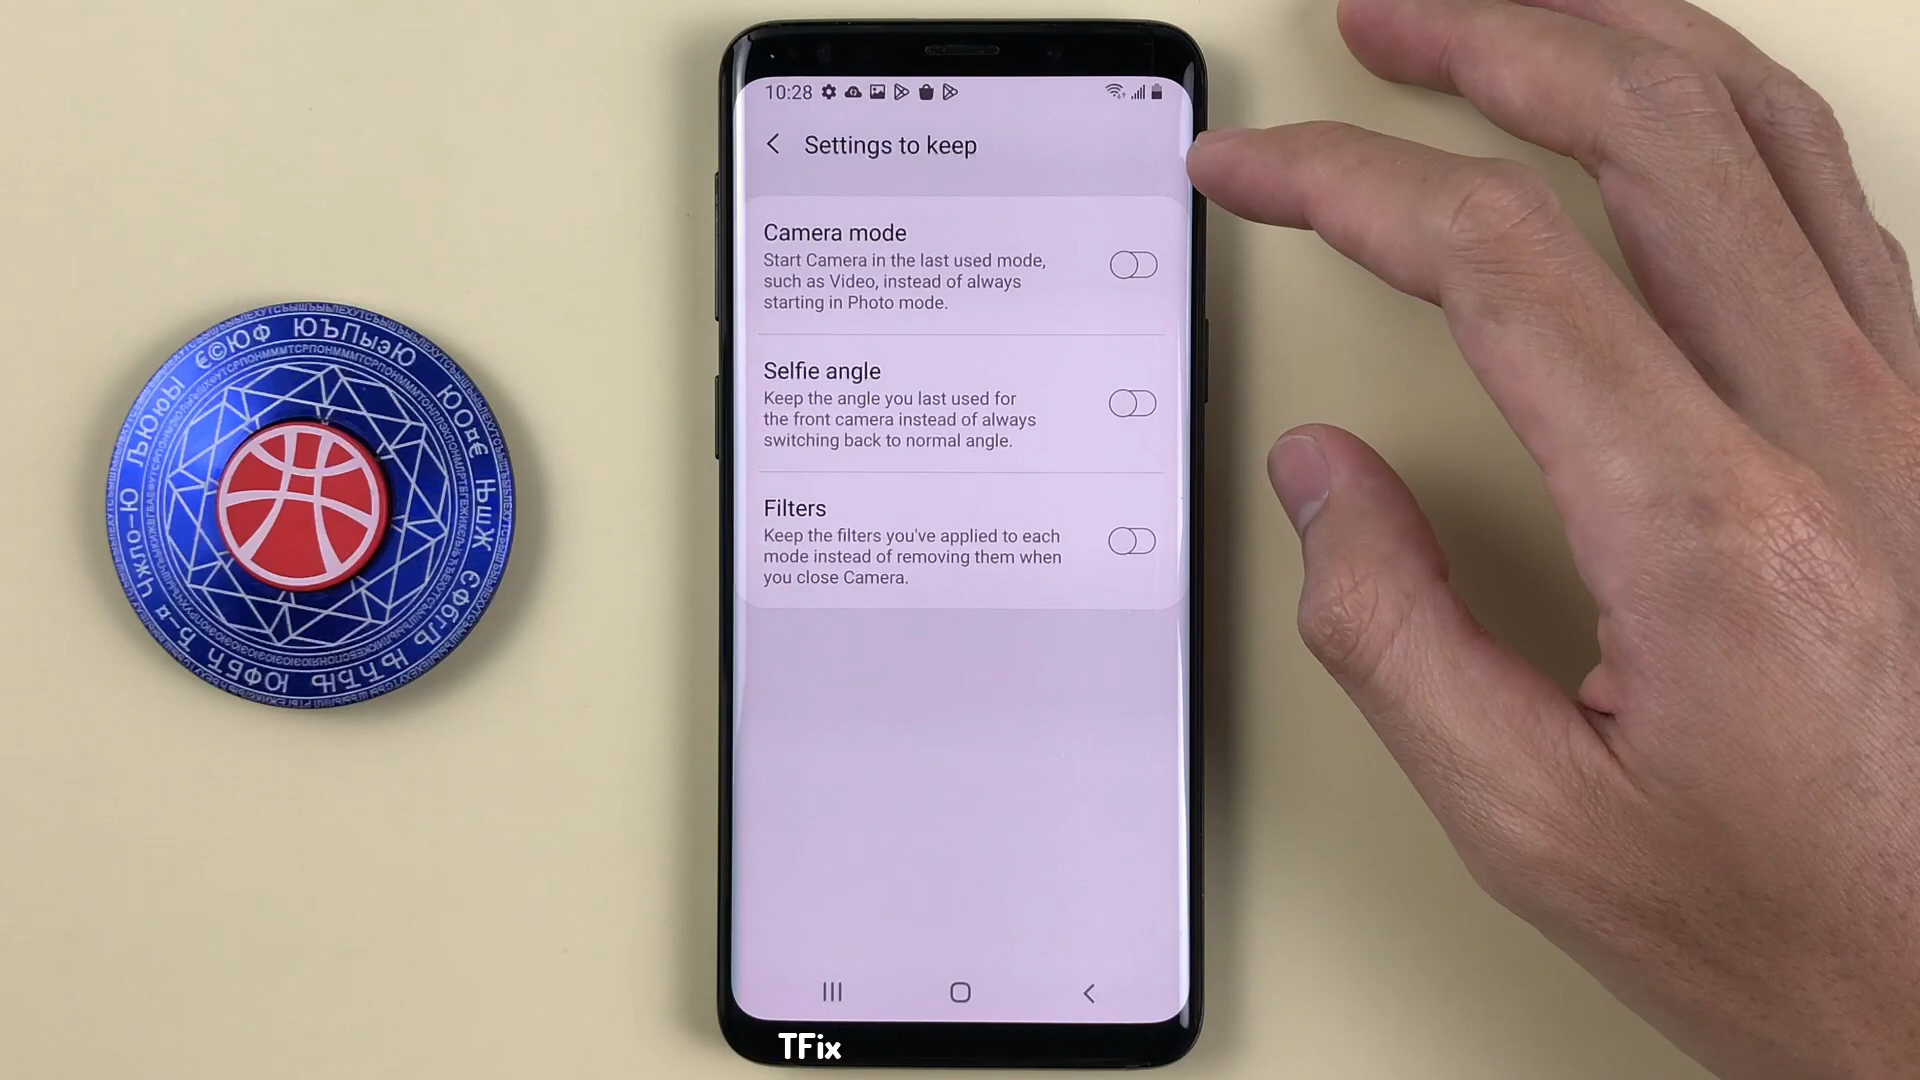 10:28
Settings to keep
Camera mode
Start Camera in the last used mode,
such as Video, instead of always
starting in Photo mode.
Selfie angle
Keep the angle you last used for
the front camera instead of always
switching back to normal angle.
Filters
Keep the filters you've applied to each
mode instead of removing them when
you close Camera.
TFix
€©ЮФ ЮЪПыэЮ